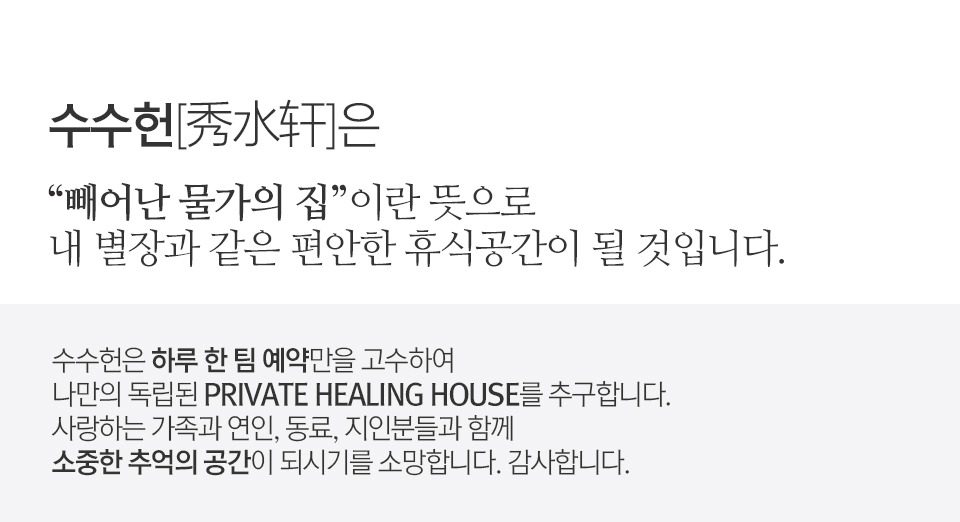 수수헌[秀水轩]은
“빼어난 물가의 집”이란 뜻으로
내 별장과 같은 편안한 휴식공간이 될 것입니다.
수수헌은 하루 한 팀 예약만을 고수하여
나만의 독립된 PRIVATE HEALING HOUSE를 추구합니다.
사랑하는 가족과 연인, 동료, 지인분들과 함께
소중한 추억의 공간이 되시기를 소망합니다. 감사합니다.